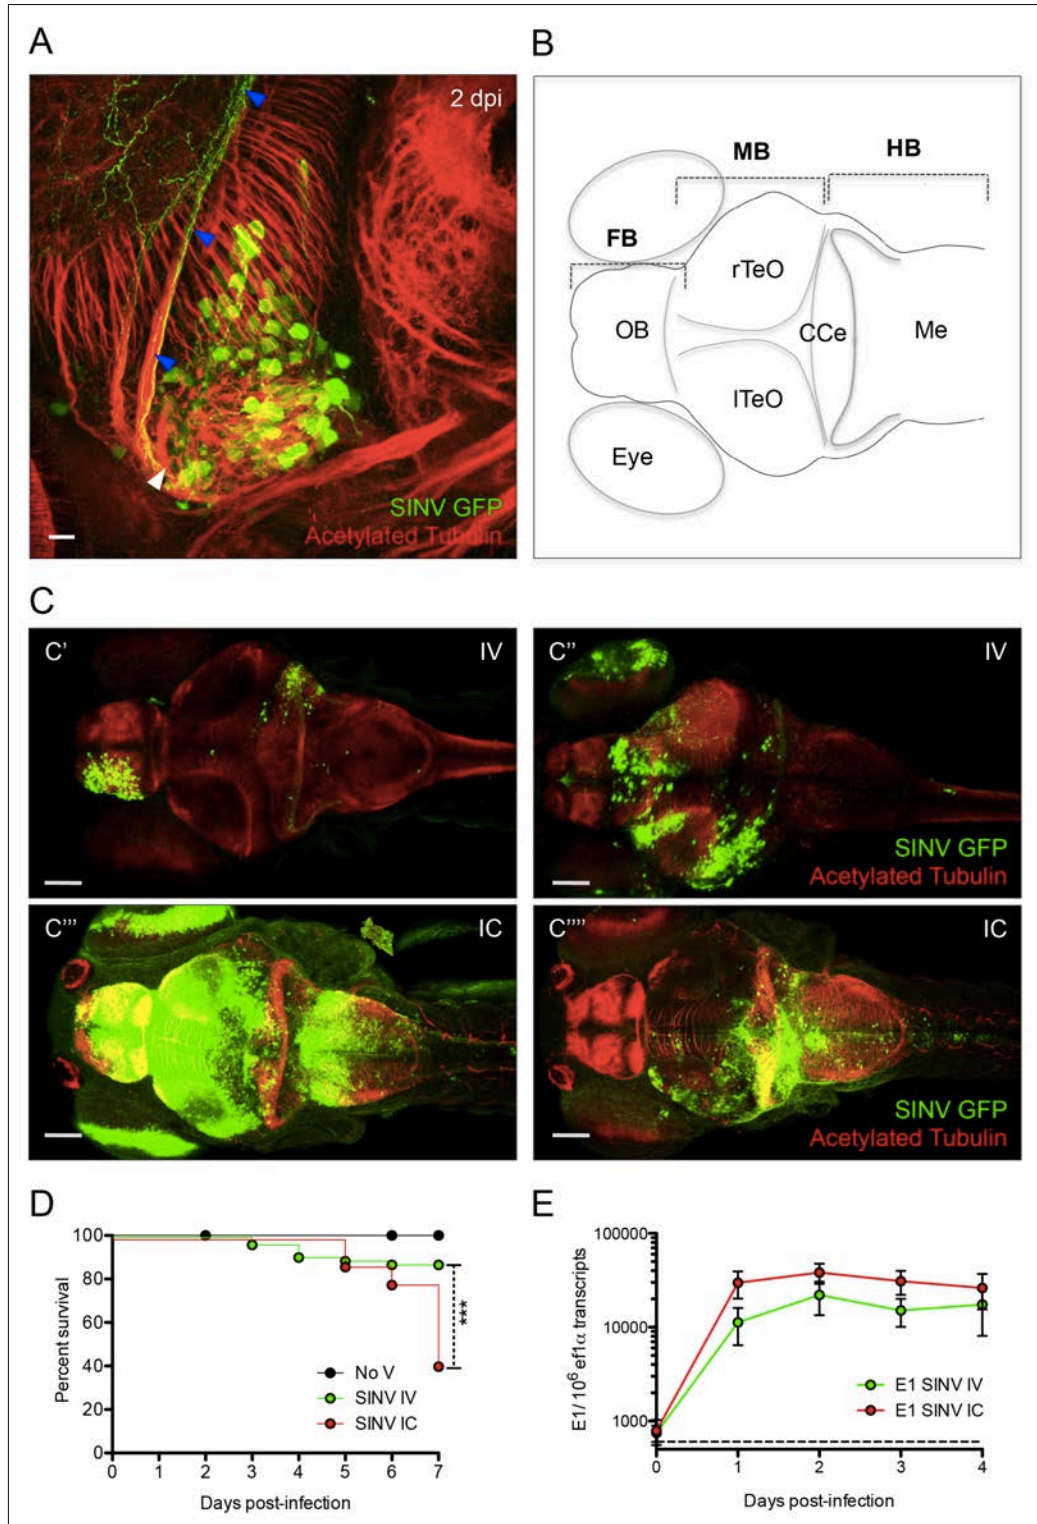 A
2 dpi
SINV GFP
Acetylated Tubulin
B
MB
HB
FB
rTeO
OB
CCe
Me
lTeO
Eye
C
C'
IV
C''
IV
SINV GFP
Acetylated Tubulin
C'''
IC
C''''
IC
SINV GFP
Acetylated Tubulin
D
Percent survival
100
80
60
40
20
0
***
No V
SINV IV
SINV IC
0 1 2 3 4 5 6 7
Days post-infection
E
E1/ 10⁶ ef1α transcripts
100000
10000
1000
E1 SINV IV
E1 SINV IC
0 1 2 3 4
Days post-infection